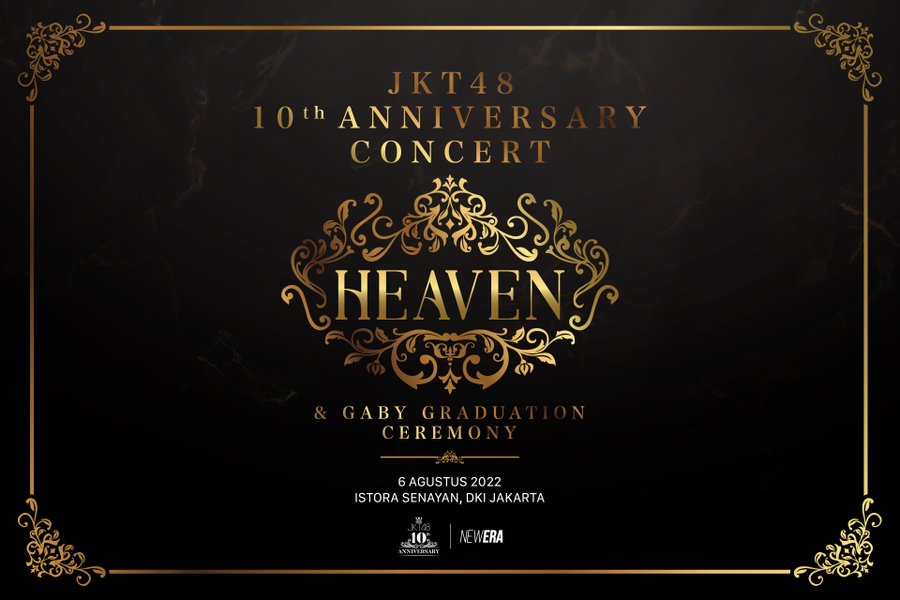 JKT48
10th ANNIVERSARY
CONCERT
HEAVEN
& GABY GRADUATION
CEREMONY
6 AGUSTUS 2022
ISTORA SENAYAN, DKI JAKARTA
JKT48
10th
ANNIVERSARY
NEWERA